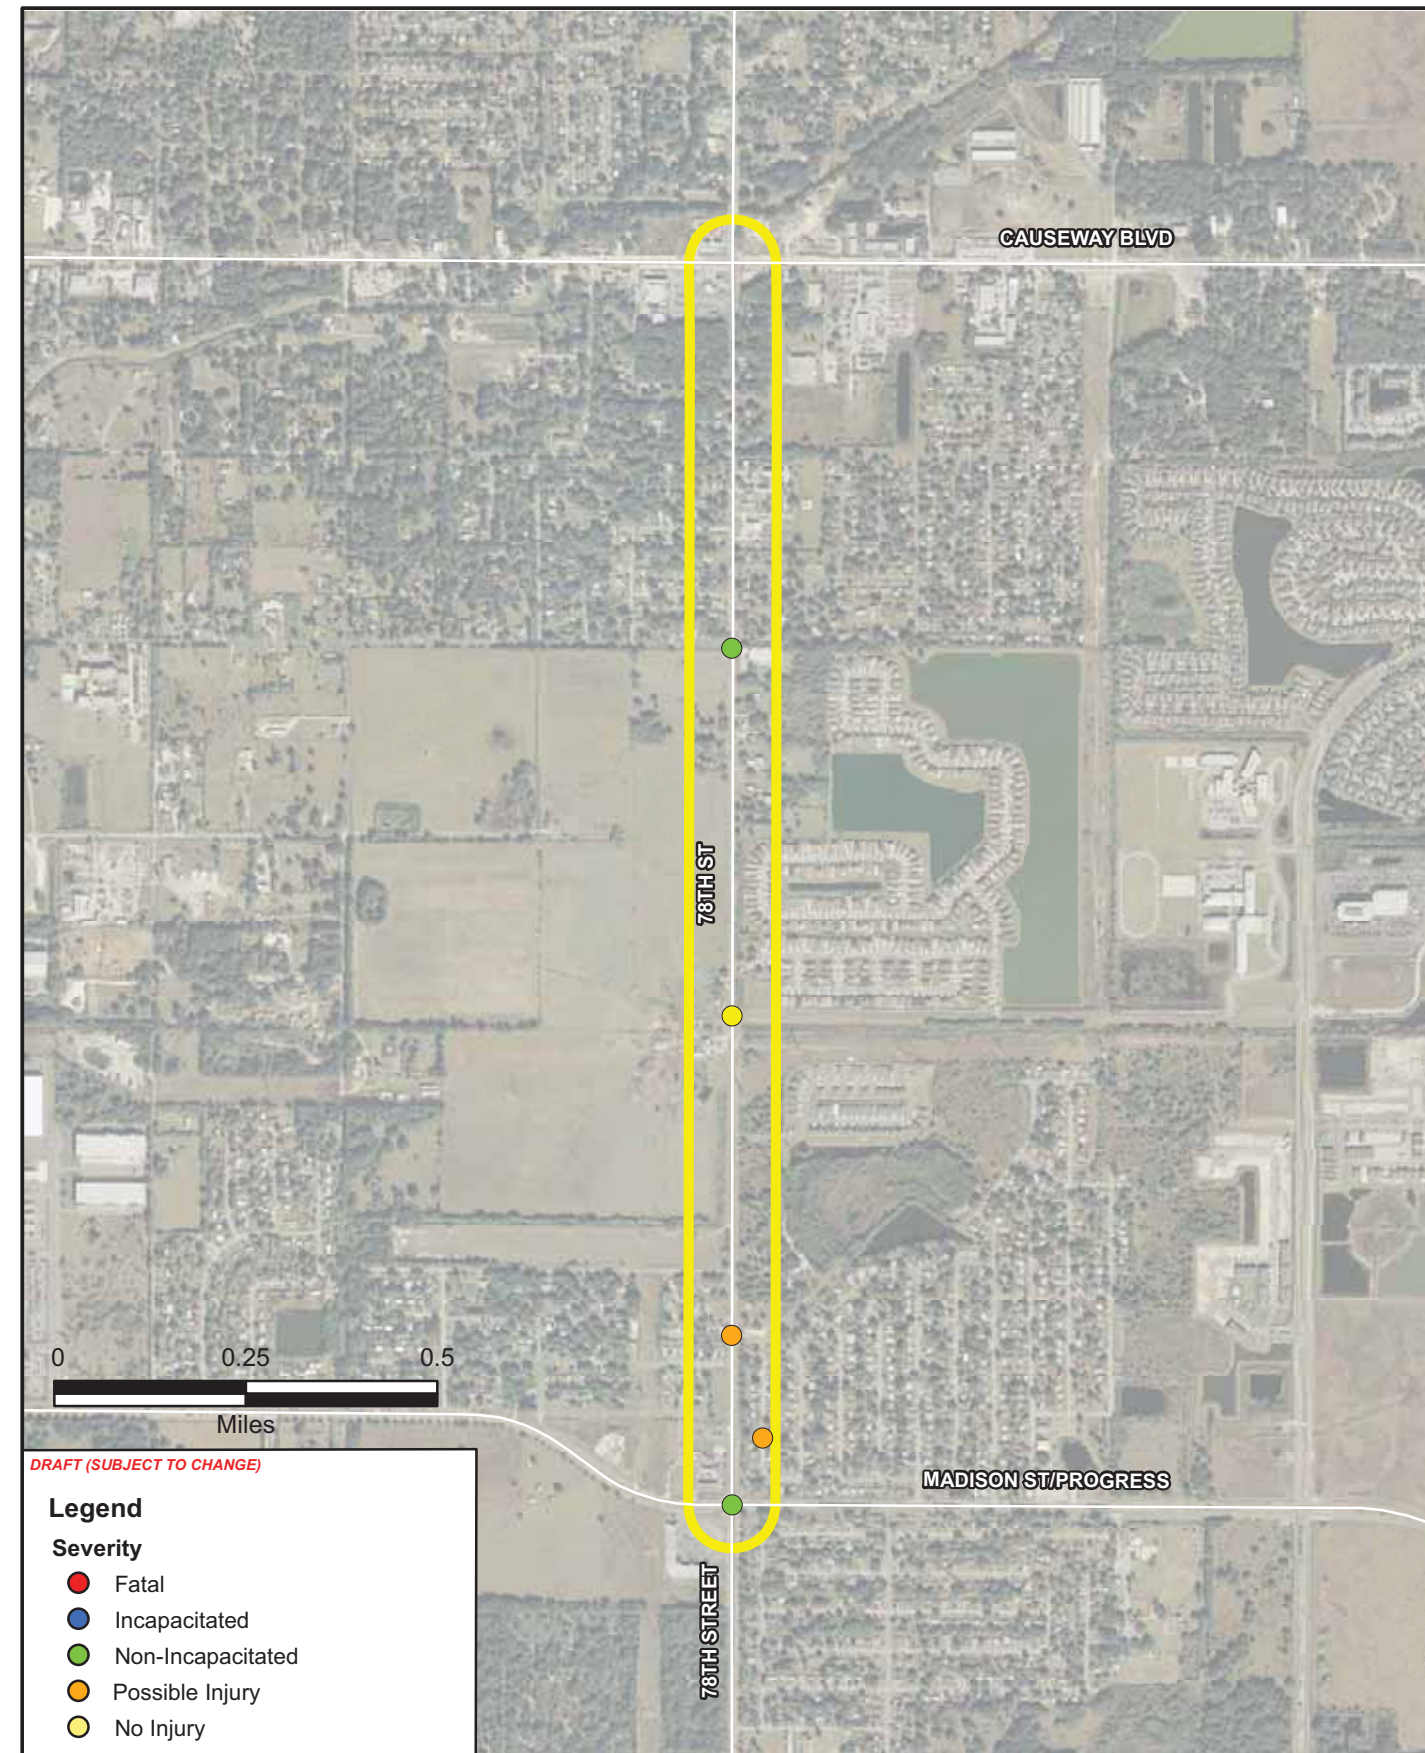 CAUSEWAY BLVD
78TH ST
0 0.25 0.5
Miles
MADISON ST/PROGRESS
78TH STREET
DRAFT (SUBJECT TO CHANGE)
Legend
Severity
Fatal
Incapacitated
Non-Incapacitated
Possible Injury
No Injury